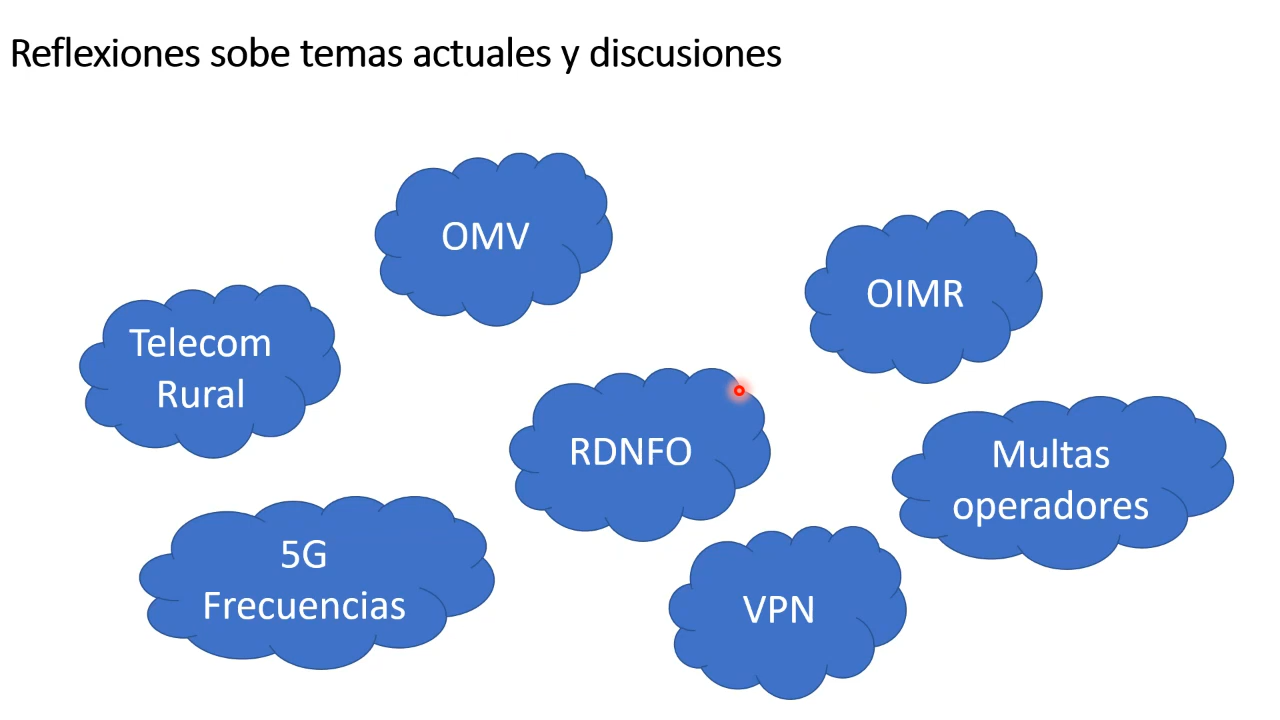 Reflexiones sobe temas actuales y discusiones
OMV
OIMR
Telecom
Rural
RDNFO
Multas
operadores
5G
Frecuencias
VPN